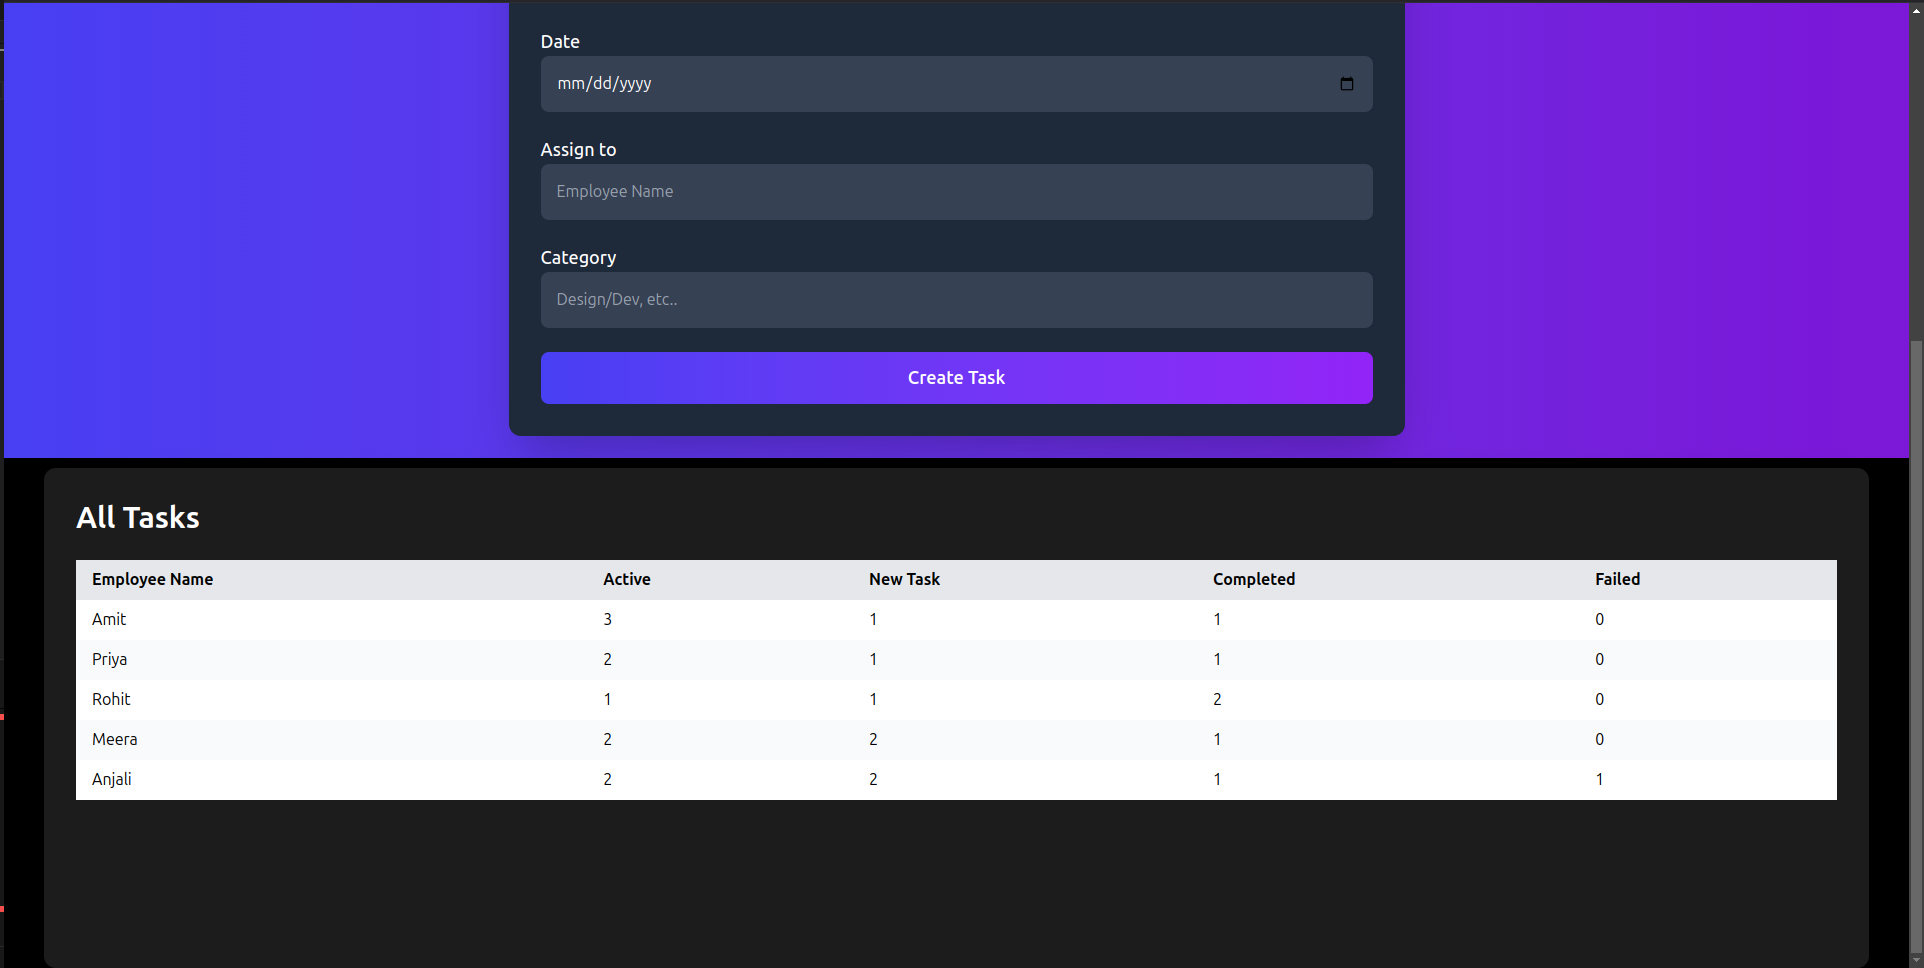 Date
mm/dd/yyyy
Assign to
Employee Name
Category
Design/Dev, etc..
Create Task
All Tasks
Employee Name Active New Task Completed Failed
Amit 3 1 1 0
Priya 2 1 1 0
Rohit 1 1 2 0
Meera 2 2 1 0
Anjali 2 2 1 1